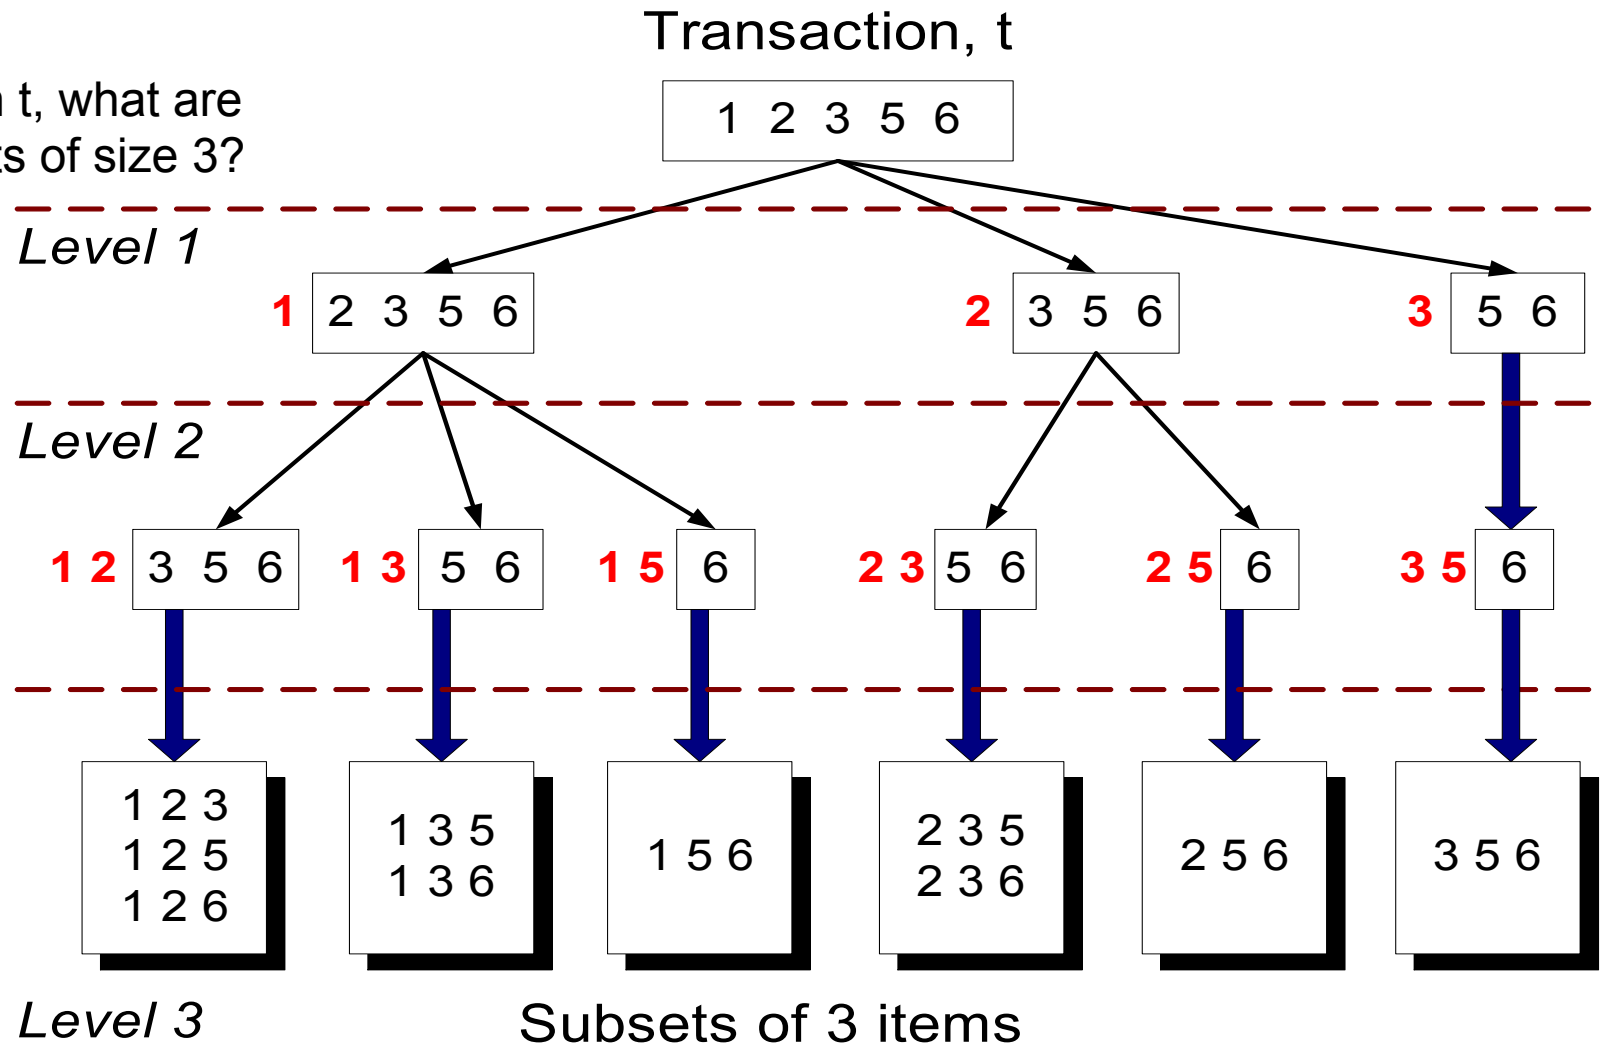 Transaction, t
t, what are
of size 3?
1 2 3 5 6
Level 1
1 2 3 5 6
2 3 5 6
3 5 6
Level 2
1 2 3 5 6
1 3 5 6
1 5 6
2 3 5 6
2 5 6
3 5 6
1 2 3
1 2 5
1 2 6
1 3 5
1 3 6
1 5 6
2 3 5
2 3 6
2 5 6
3 5 6
Level 3
Subsets of 3 items